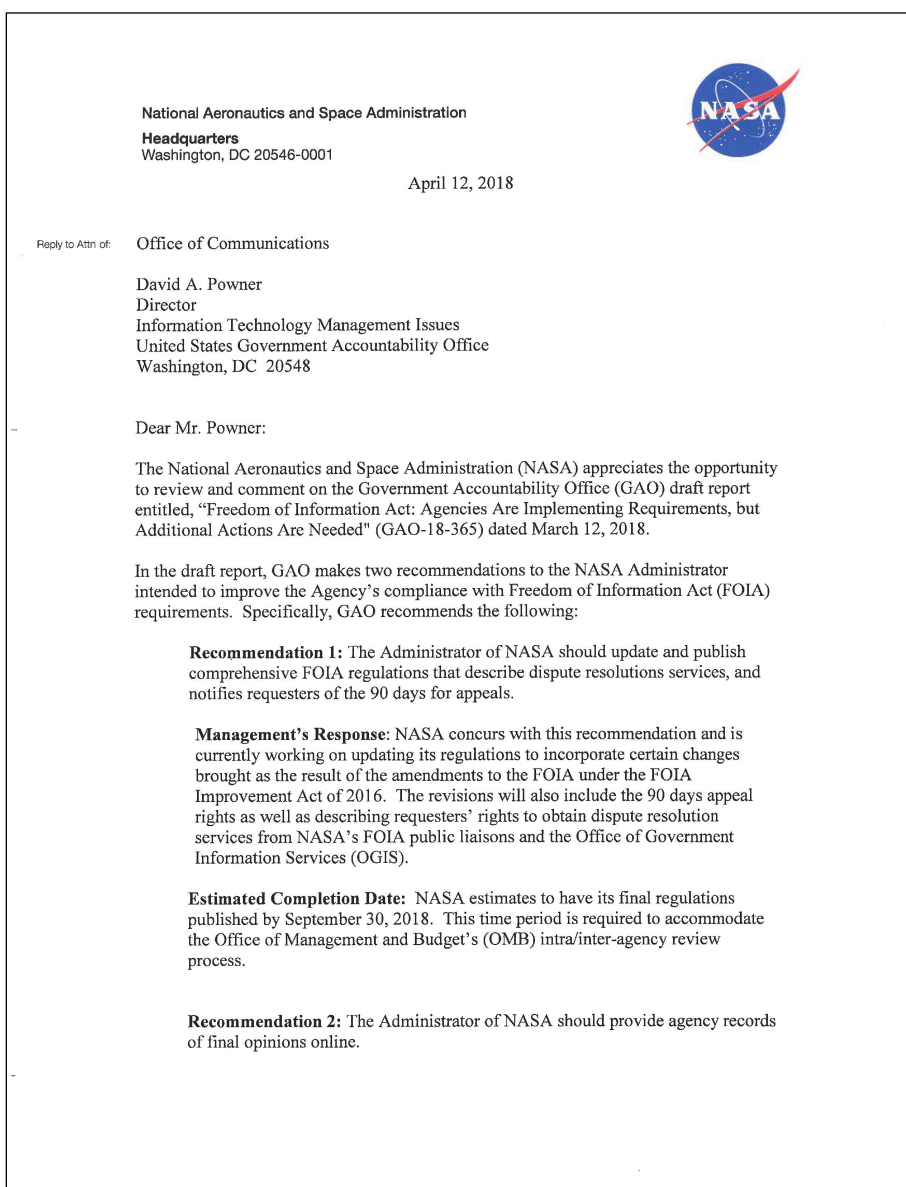 National Aeronautics and Space Administration
Headquarters
Washington, DC 20546-0001
NASA
April 12, 2018
Reply to Attn of: Office of Communications
David A. Powner
Director
Information Technology Management Issues
United States Government Accountability Office
Washington, DC 20548
Dear Mr. Powner:
The National Aeronautics and Space Administration (NASA) appreciates the opportunity
to review and comment on the Government Accountability Office (GAO) draft report
entitled, “Freedom of Information Act: Agencies Are Implementing Requirements, but
Additional Actions Are Needed" (GAO-18-365) dated March 12, 2018.
In the draft report, GAO makes two recommendations to the NASA Administrator
intended to improve the Agency’s compliance with Freedom of Information Act (FOIA)
requirements. Specifically, GAO recommends the following:
Recommendation 1: The Administrator of NASA should update and publish
comprehensive FOIA regulations that describe dispute resolutions services, and
notifies requesters of the 90 days for appeals.
Management’s Response: NASA concurs with this recommendation and is
currently working on updating its regulations to incorporate certain changes
brought as the result of the amendments to the FOIA under the FOIA
Improvement Act of 2016. The revisions will also include the 90 days appeal
rights as well as describing requesters’ rights to obtain dispute resolution
services from NASA’s FOIA public liaisons and the Office of Government
Information Services (OGIS).
Estimated Completion Date: NASA estimates to have its final regulations
published by September 30, 2018. This time period is required to accommodate
the Office of Management and Budget’s (OMB) intra/inter-agency review
process.
Recommendation 2: The Administrator of NASA should provide agency records
of final opinions online.